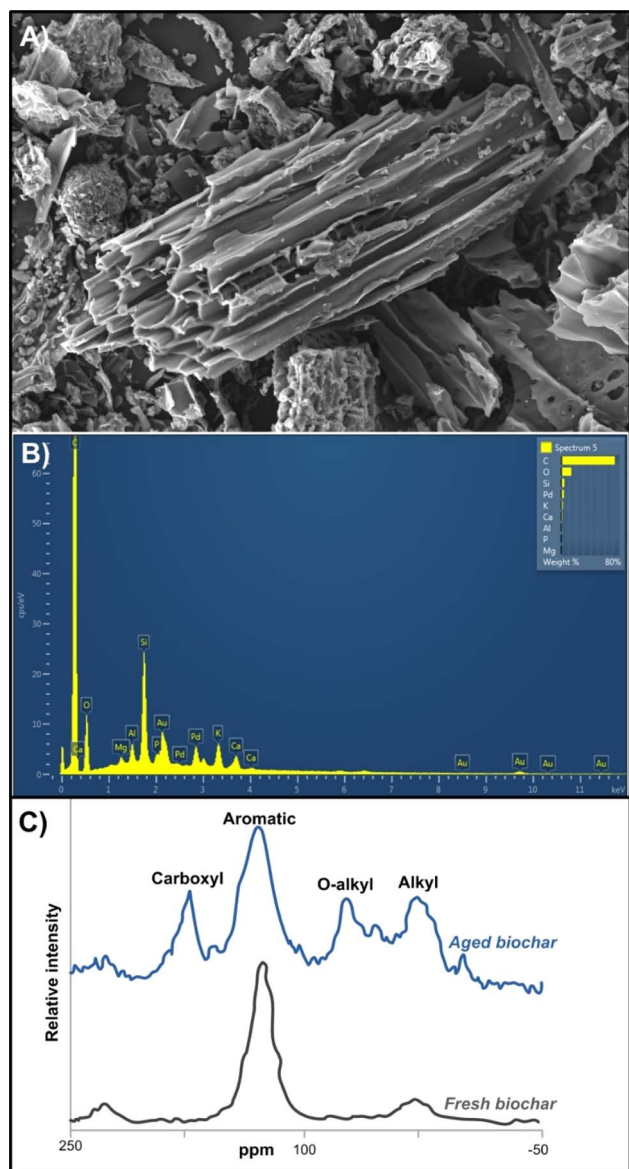 A)
B)
Spectrum 5
C
O
Si
Pd
K
Ca
Al
P
Mg
Weight % 80%
60
50
40
30
20
10
0
cps/eV
C
Ca
O
Mg
Al
Si
P
Au
Pd
Pd
K
Ca
Ca
Au
Au
Au
Au
0 1 2 3 4 5 6 7 8 9 10 11 keV
C)
Aromatic
Carboxyl
O-alkyl
Alkyl
Aged biochar
Fresh biochar
Relative intensity
250 ppm 100 -50